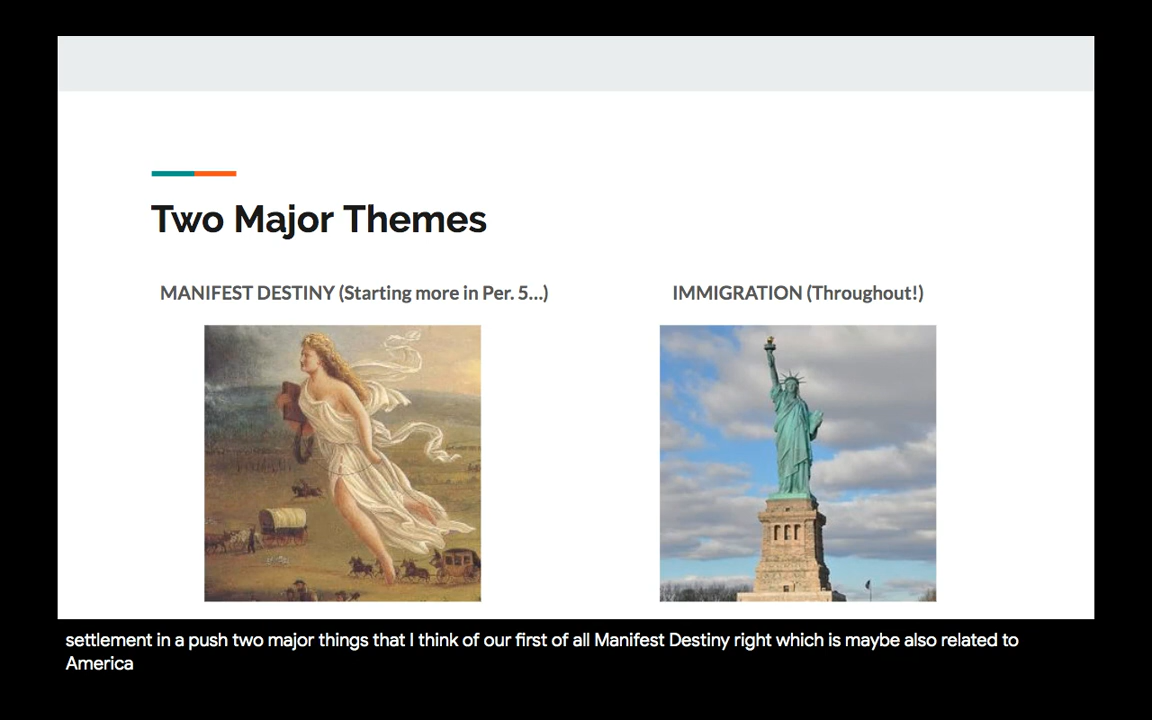 Two Major Themes
MANIFEST DESTINY (Starting more in Per. 5...)
IMMIGRATION (Throughout!)
settlement in a push two major things that I think of our first of all Manifest Destiny right which is maybe also related to
America